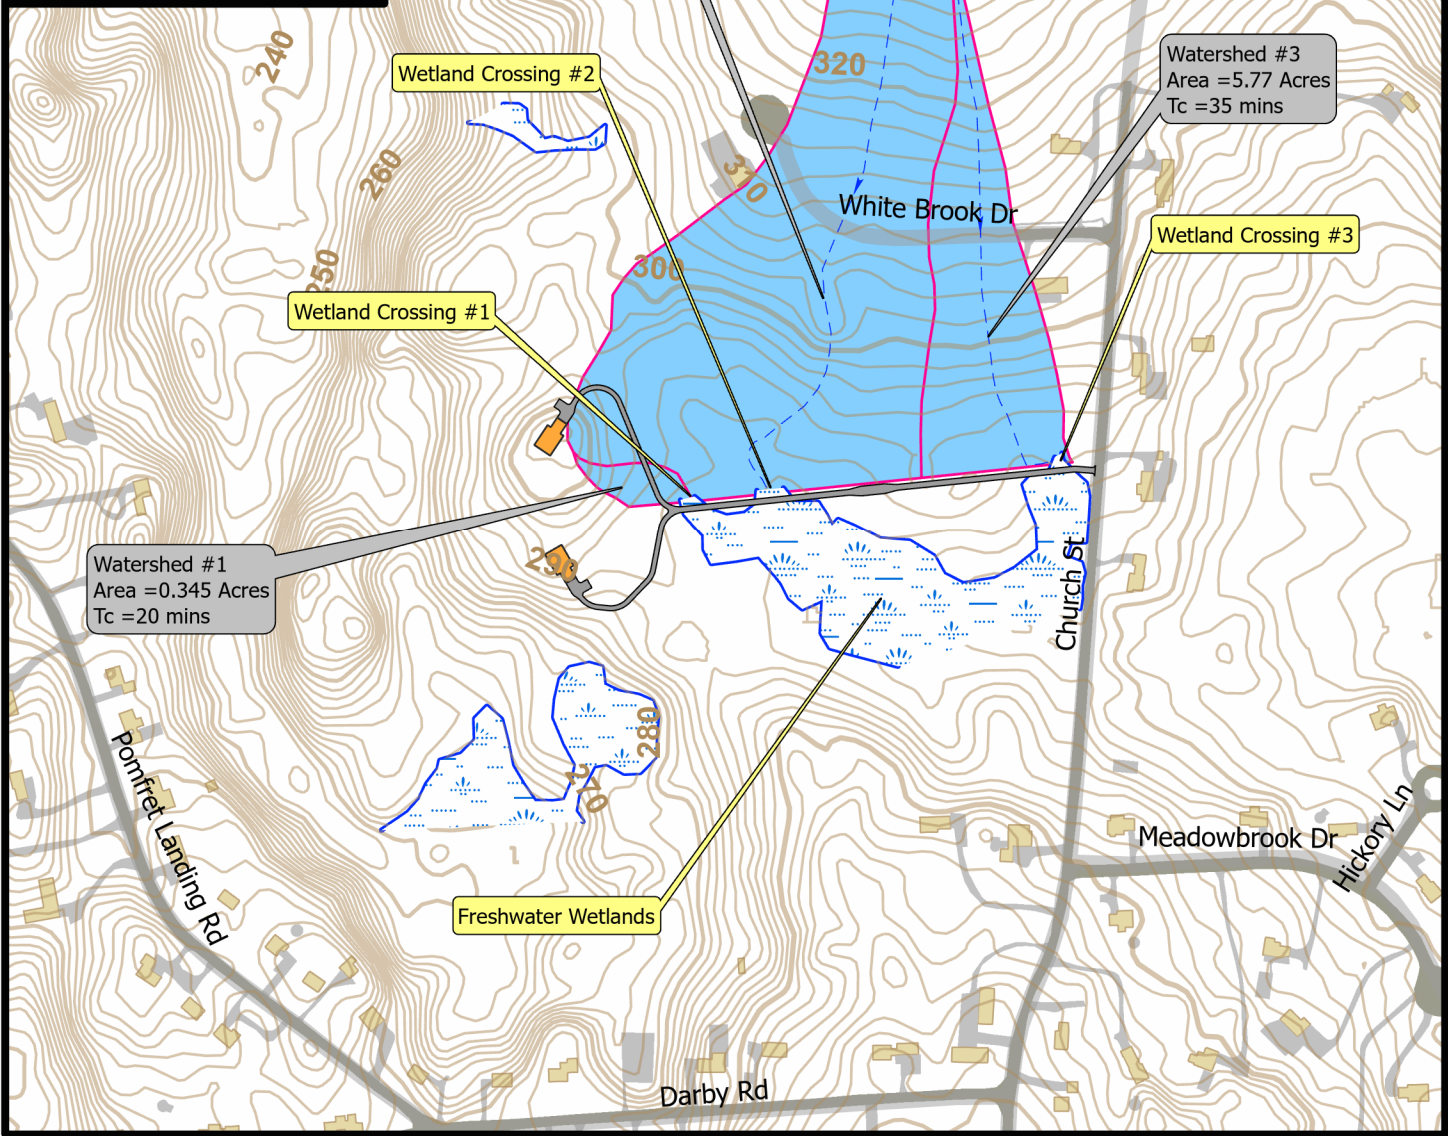 240
Wetland Crossing #2
320
Watershed #3
Area =5.77 Acres
Tc =35 mins
260
310
White Brook Dr
Wetland Crossing #3
250
300
Wetland Crossing #1
290
Watershed #1
Area =0.345 Acres
Tc =20 mins
Church St
280
270
Pomfret Landing Rd
Meadowbrook Dr
Hickory Ln
Freshwater Wetlands
Darby Rd